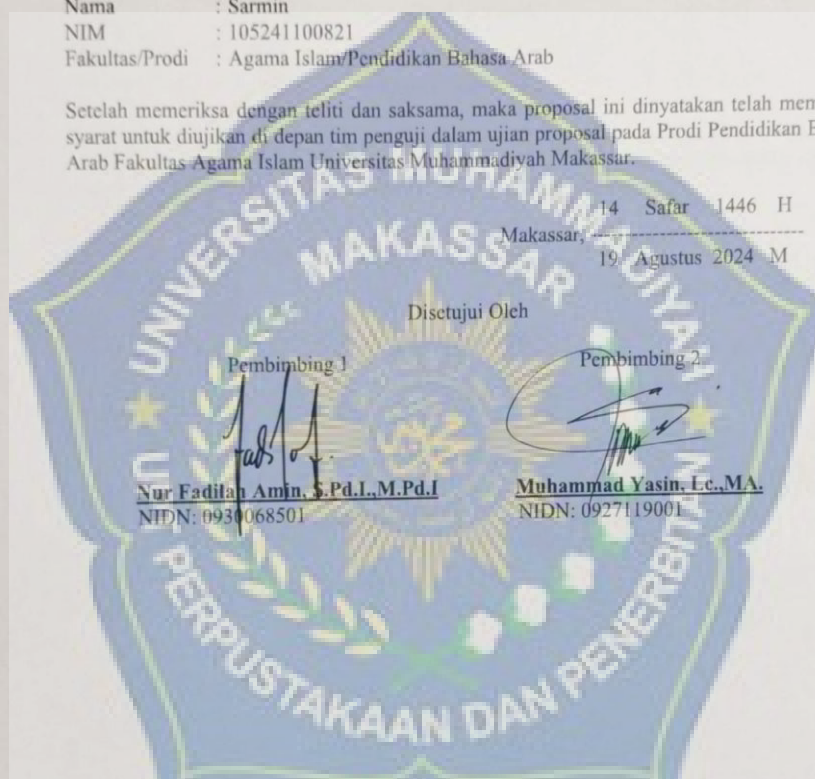 Nama : Sarmin
NIM : 105241100821
Fakultas/Prodi : Agama Islam/Pendidikan Bahasa Arab
Setelah memeriksa dengan teliti dan saksama, maka proposal ini dinyatakan telah mem
syarat untuk diujikan di depan tim penguji dalam ujian proposal pada Prodi Pendidikan B
Arab Fakultas Agama Islam Universitas Muhammadiyah Makassar.
14 Safar 1446 H
Makassar,
19 Agustus 2024 M
Disetujui Oleh
Pembimbing 1 Pembimbing 2
Nur Fadilah Amin, S.Pd.I.,M.Pd.I Muhammad Yasin, Lc.,MA.
NIDN: 0930068501 NIDN: 0927119001
UNIVERSITAS MUHAMMADIYAH
MAKASSAR
UPT PERPUSTAKAAN DAN PENERBITAN